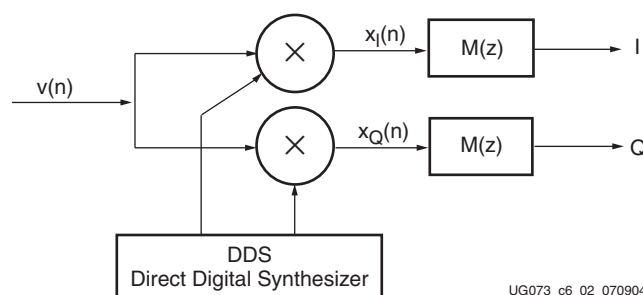 x_I(n)
M(z)
I
v(n)
x_Q(n)
M(z)
Q
DDS
Direct Digital Synthesizer
UG073_c6_02_070904